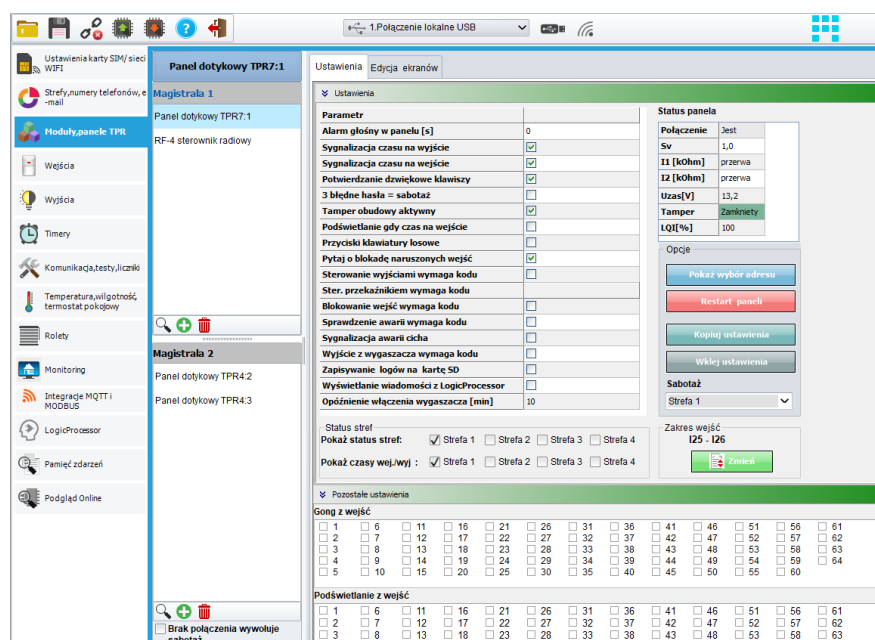 1.Połączenie lokalne USB
Ustawienia karty SIM/ sieci
WIFI
Strefy,numery telefonów, e
-mail
Moduły,panele TPR
Wejścia
Wyjścia
Timery
Komunikacja,testy,liczniki
Temperatura,wilgotność,
termostat pokojowy
Rolety
Monitoring
Integracje MQTT i
MODBUS
LogicProcessor
Pamięć zdarzeń
Podgląd Online
Panel dotykowy TPR7:1
Magistrala 1
Panel dotykowy TPR7:1
RF-4 sterownik radiowy
Magistrala 2
Panel dotykowy TPR4:2
Panel dotykowy TPR4:3
Brak połączenia wywołuje
sabotaż
Ustawienia Edycja ekranów
Ustawienia
Parametr
Alarm głośny w panelu [s] 0
Sygnalizacja czasu na wyjście
Sygnalizacja czasu na wejście
Potwierdzanie dzwiękowe klawiszy
3 błędne hasła = sabotaż
Tamper obudowy aktywny
Podświetlanie gdy czas na wejście
Przyciski klawiatury losowe
Pytaj o blokadę naruszonych wejść
Sterowanie wyjściami wymaga kodu
Ster. przekaźnikiem wymaga kodu
Blokowanie wejść wymaga kodu
Sprawdzenie awarii wymaga kodu
Sygnalizacja awarii cicha
Wyjście z wygaszacza wymaga kodu
Zapisywanie logów na kartę SD
Wyświetlanie wiadomości z LogicProcessor
Opóźnienie włączenia wygaszacza [min] 10
Status panela
Połączenie Jest
Sv 1,0
I1 [kOhm] przerwa
I2 [kOhm] przerwa
Uzas[V] 13,2
Tamper Zamkniety
LQI[%] 100
Opcje
Pokaż wybór adresu
Restart paneli
Kopiuj ustawienia
Wklej ustawienia
Sabotaż
Strefa 1
Status stref
Pokaż status stref: Strefa 1 Strefa 2 Strefa 3 Strefa 4
Pokaż czasy wej./wyj : Strefa 1 Strefa 2 Strefa 3 Strefa 4
Zakres wejść
I25 - I26
Zmień
Pozostałe ustawienia
Gong z wejść
1 6 11 16 21 26 31 36 41 46 51 56 61
2 7 12 17 22 27 32 37 42 47 52 57 62
3 8 13 18 23 28 33 38 43 48 53 58 63
4 9 14 19 24 29 34 39 44 49 54 59 64
5 10 15 20 25 30 35 40 45 50 55 60
Podświetlanie z wejść
1 6 11 16 21 26 31 36 41 46 51 56 61
2 7 12 17 22 27 32 37 42 47 52 57 62
3 8 13 18 23 28 33 38 43 48 53 58 63